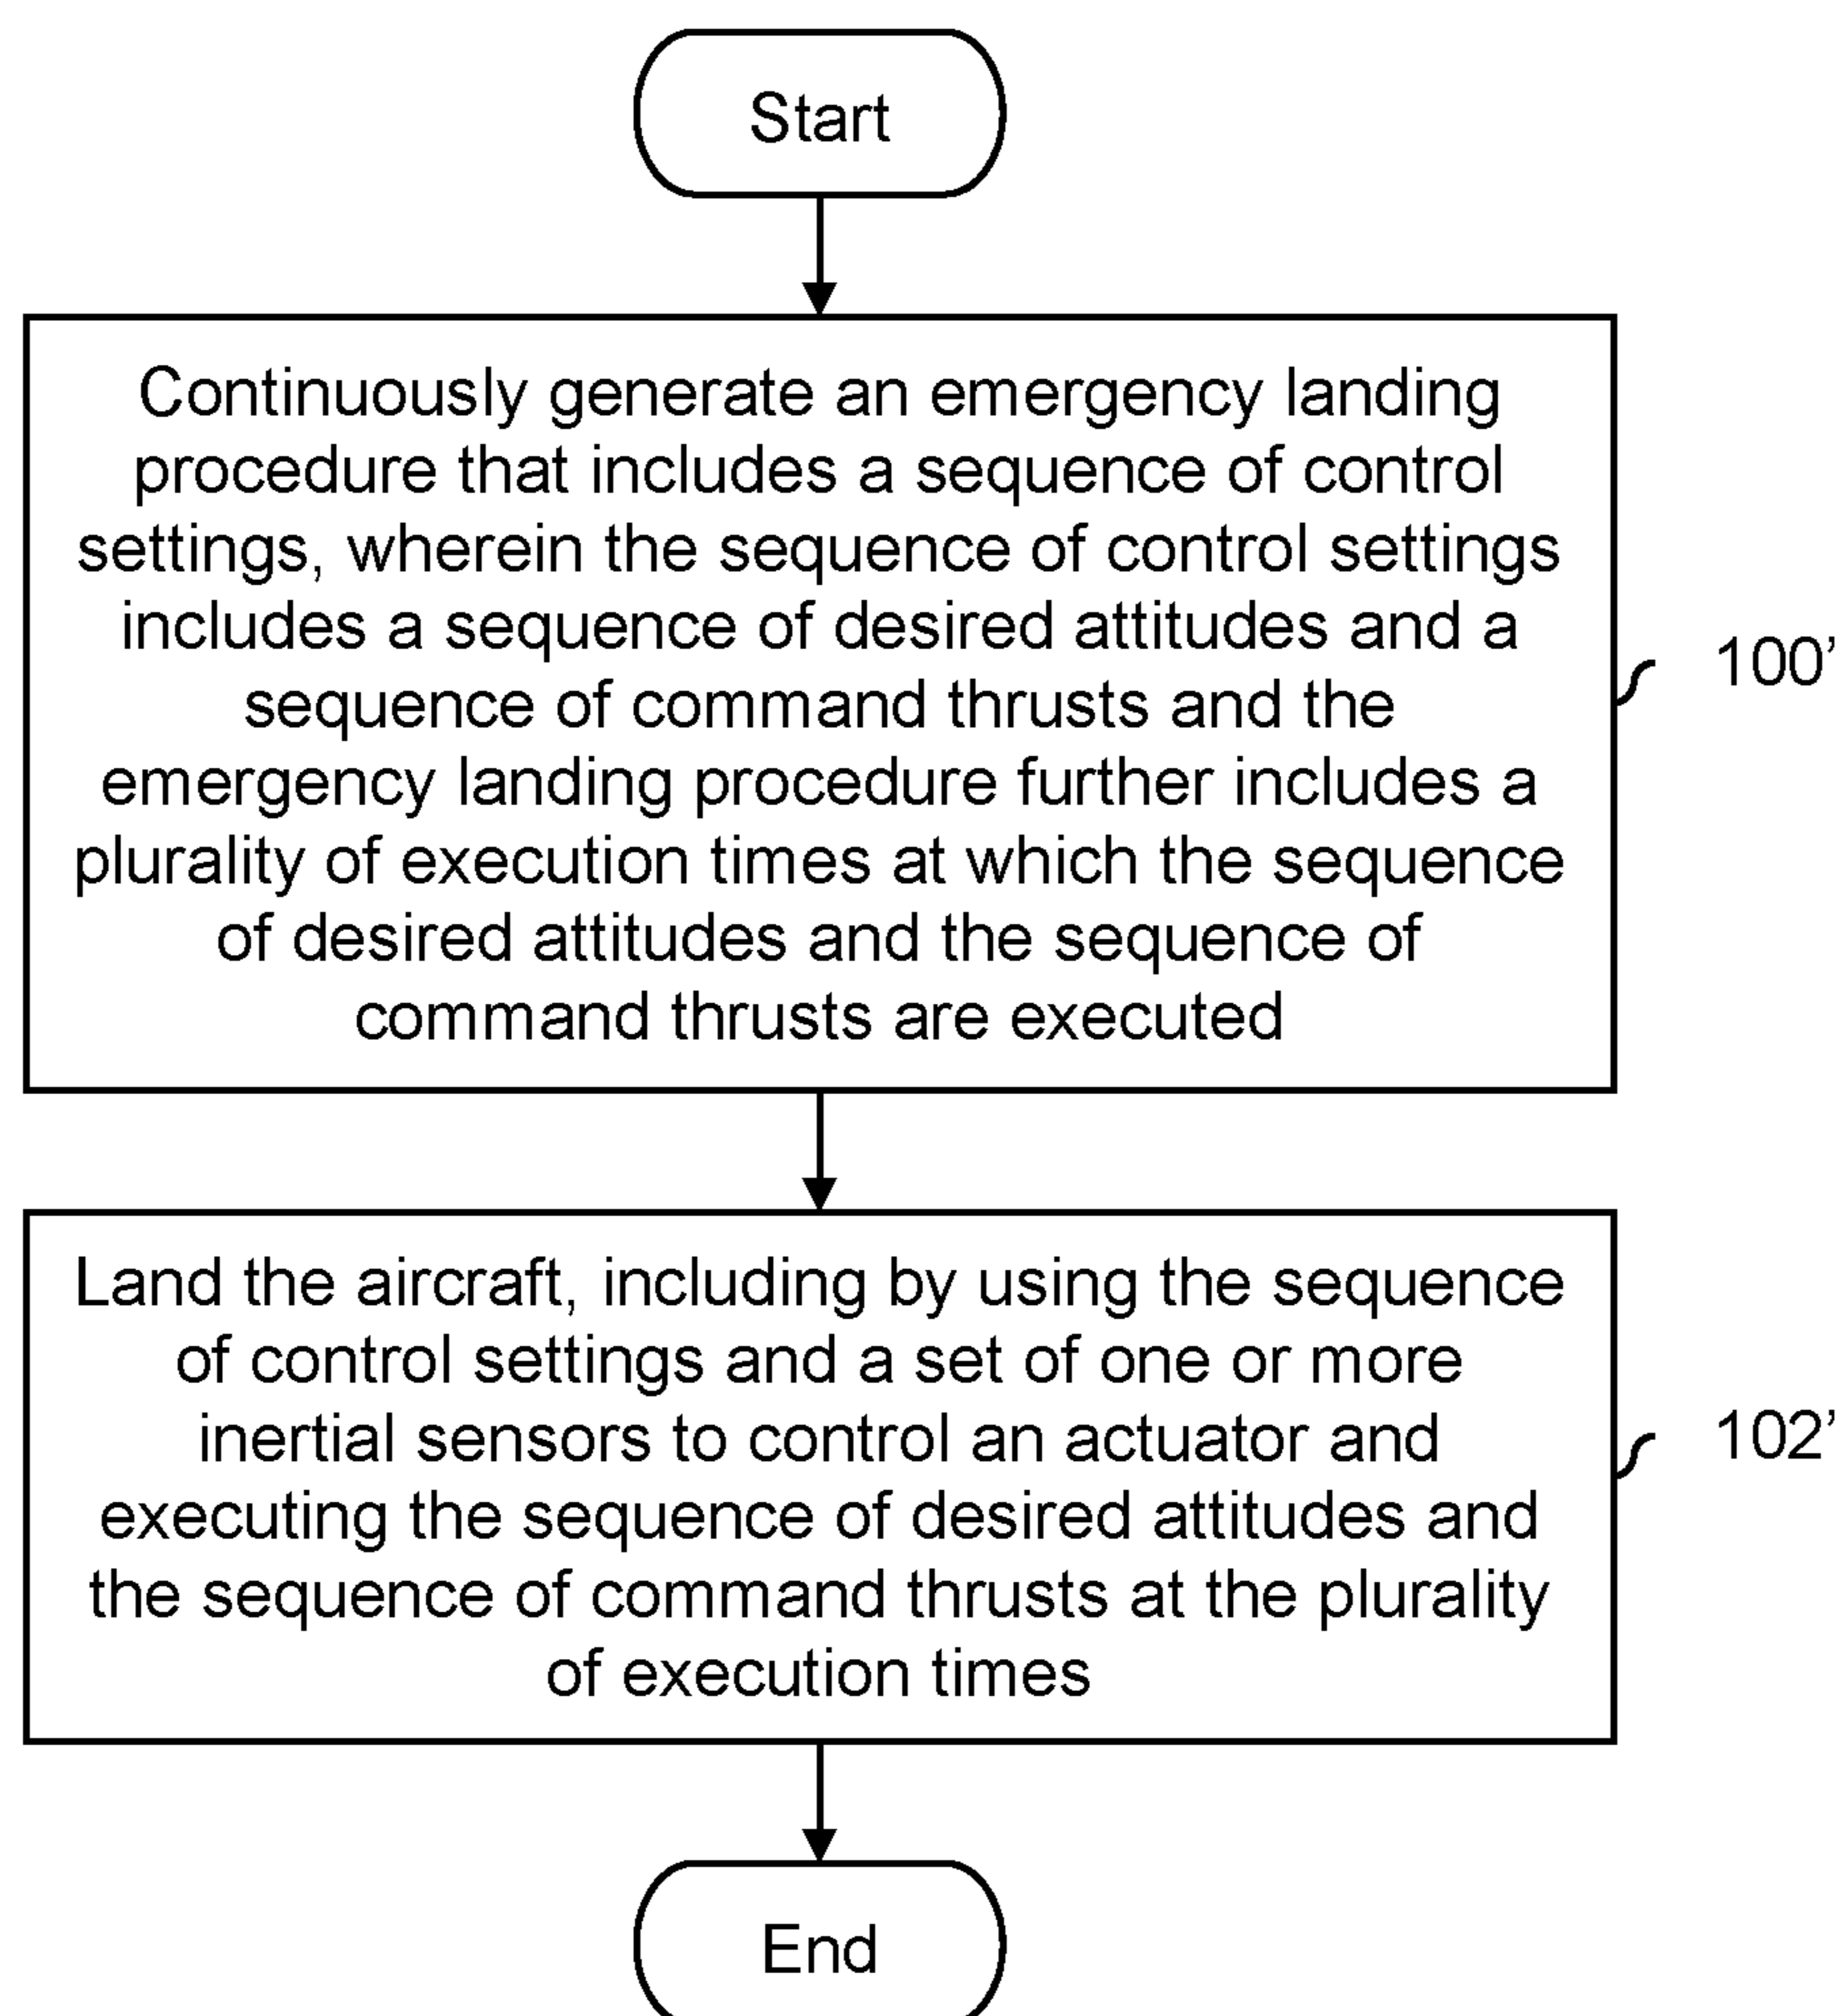 Start
Continuously generate an emergency landing
procedure that includes a sequence of control
settings, wherein the sequence of control settings
includes a sequence of desired attitudes and a
sequence of command thrusts and the
emergency landing procedure further includes a
plurality of execution times at which the sequence
of desired attitudes and the sequence of
command thrusts are executed
100’
Land the aircraft, including by using the sequence
of control settings and a set of one or more
inertial sensors to control an actuator and
executing the sequence of desired attitudes and
the sequence of command thrusts at the plurality
of execution times
102’
End